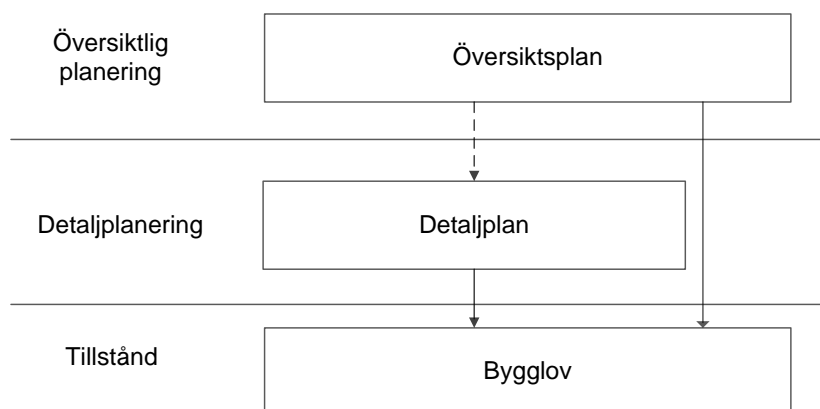 Översiktlig
planering
Översiktsplan
Detaljplanering
Detaljplan
Tillstånd
Bygglov